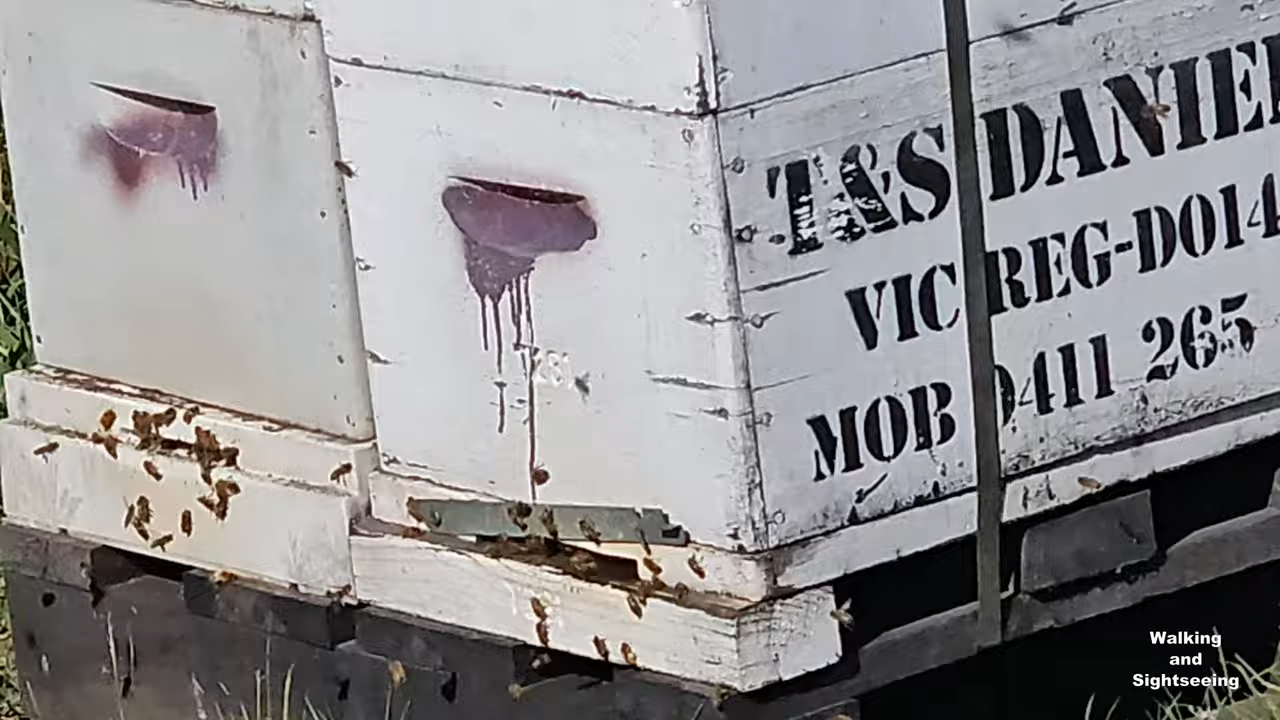 T&S DANIE
VIC REG-D014
MOB 0411 265
Walking
and
Sightseeing